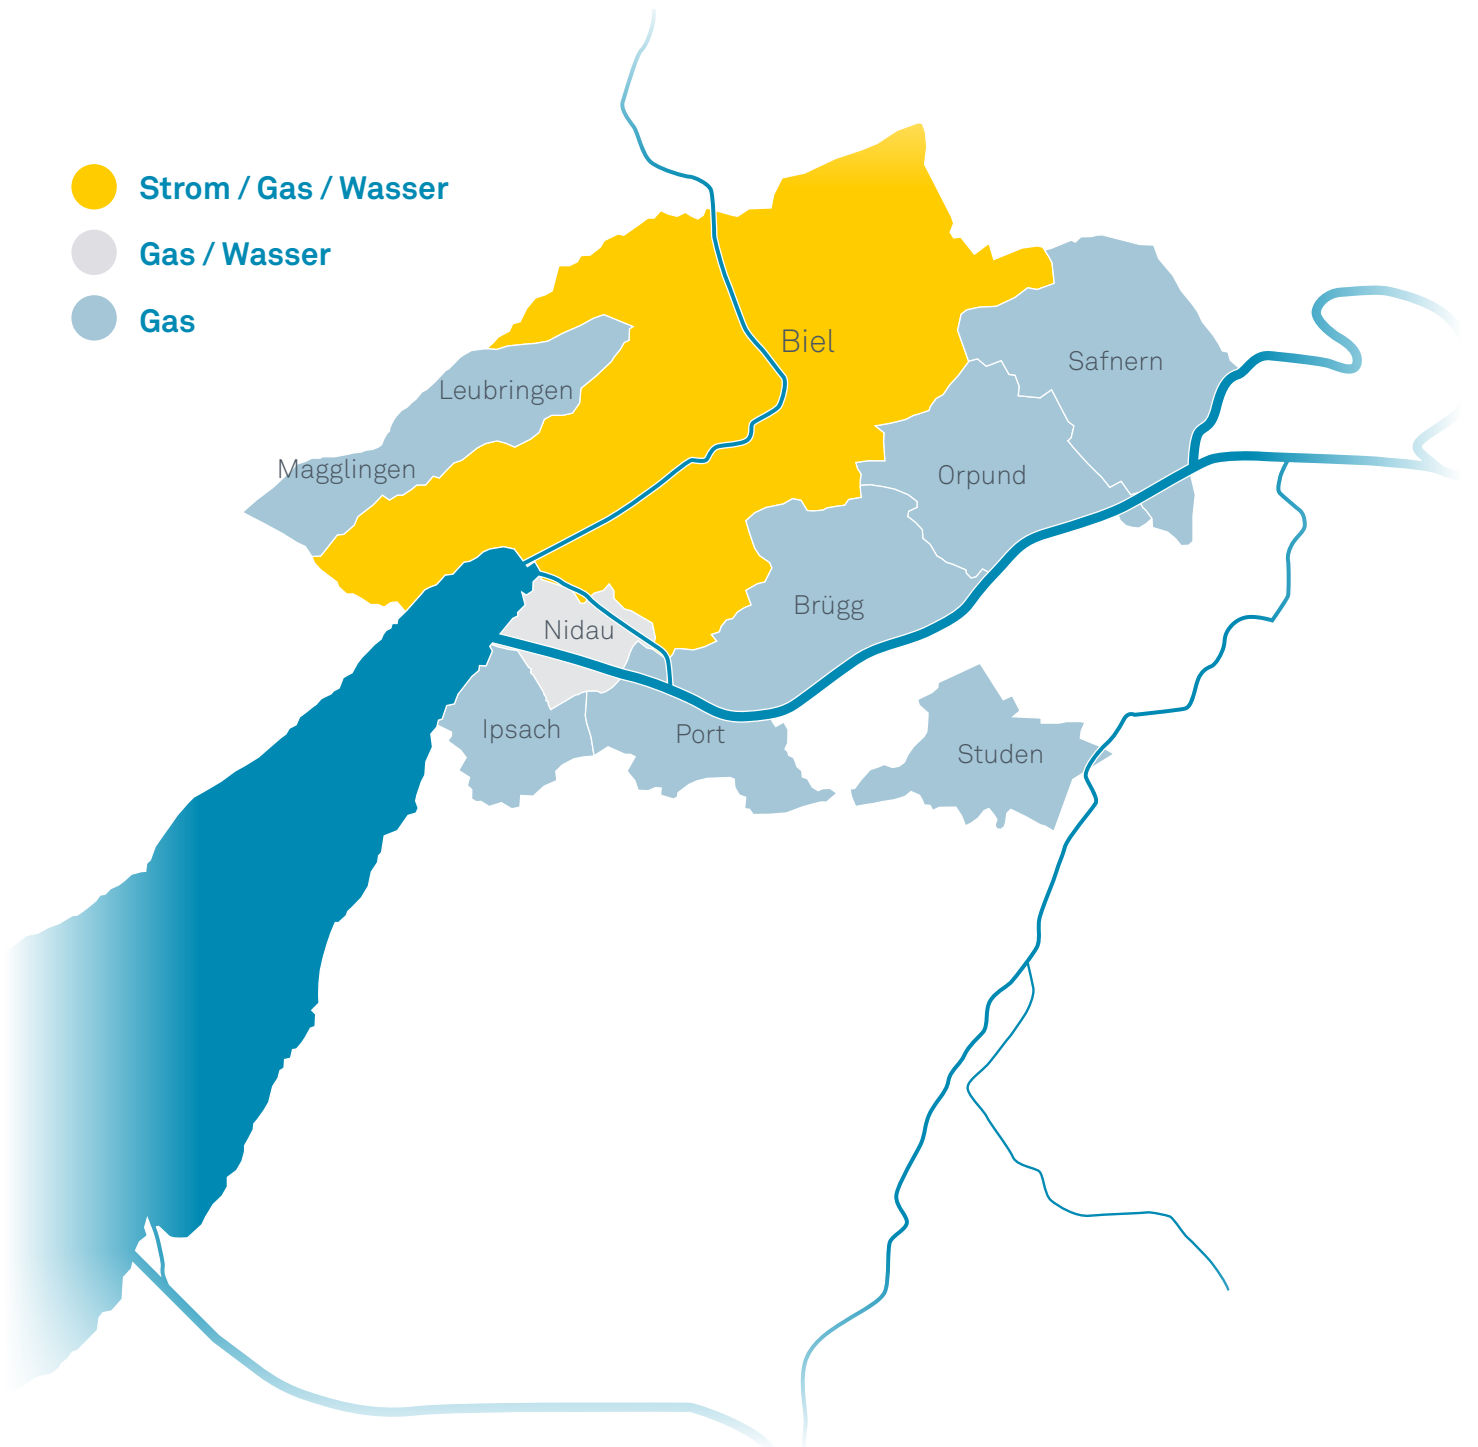 Strom / Gas / Wasser
Gas / Wasser
Gas
Biel
Safnern
Leubringen
Magglingen
Orpund
Brügg
Nidau
Ipsach
Port
Studen